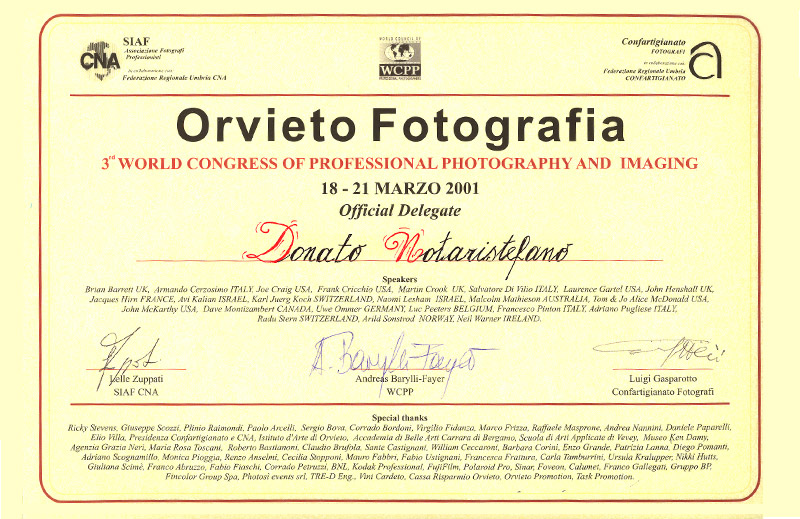 SIAF
Associazione Fotografi
Professionisti
in collaborazione con
Federazione Regionale Umbria CNA
CNA
WORLD COUNCIL OF
WCPP
PROFESSIONAL PHOTOGRAPHERS
Confartigianato
FOTOGRAFI
in collaborazione con
Federazione Regionale Umbria
CONFARTIGIANATO
Orvieto Fotografia
3rd WORLD CONGRESS OF PROFESSIONAL PHOTOGRAPHY AND IMAGING
18 - 21 MARZO 2001
Official Delegate
Donato Notaristefano
Speakers
Brian Barrett UK, Armando Cerzosimo ITALY, Joe Craig USA, Frank Cricchio USA, Martin Crook UK, Salvatore Di Vilio ITALY, Laurence Gartel USA, John Henshall UK,
Jacques Hirn FRANCE, Avi Kalian ISRAEL, Karl Juerg Koch SWITZERLAND, Naomi Lesham ISRAEL, Malcolm Mathieson AUSTRALIA, Tom & Jo Alice McDonald USA,
John McKarthy USA, Dave Montizambert CANADA, Uwe Ommer GERMANY, Luc Peeters BELGIUM, Francesco Pinton ITALY, Adriano Pugliese ITALY,
Radu Stern SWITZERLAND, Arild Sonstrod NORWAY, Neil Warner IRELAND.
Lelle Zuppati
SIAF CNA
A. Barylli-Fayer
Andreas Barylli-Fayer
WCPP
Luigi Gasparotto
Confartigianato Fotografi
Special thanks
Ricky Stevens, Giuseppe Scozzi, Plinio Raimondi, Paolo Arcelli, Sergio Bova, Corrado Bordoni, Virgilio Fidanza, Marco Frizza, Raffaele Masprone, Andrea Nannini, Daniele Paparelli,
Elio Villa, Presidenza Confartigianato e CNA, Istituto d'Arte di Orvieto, Accademia di Belle Arti Carrara di Bergamo, Scuola di Arti Applicate di Vevey, Museo Ken Damy,
Agenzia Grazia Neri, Maria Rosa Toscani, Roberto Bastianoni, Claudio Brufola, Sante Castignani, William Ceccaroni, Barbara Corini, Enzo Grande, Patrizia Lanna, Diego Pomanti,
Adriano Scognamillo, Monica Pioggia, Renzo Anselmi, Cecilia Stopponi, Mauro Fabbri, Fabio Ustignani, Francesca Frattura, Carla Tamburtini, Ursula Kralupper, Nikki Hutts,
Giuliana Scimè, Franco Abruzzo, Fabio Fiaschi, Corrado Petruzzi, BNL, Kodak Professional, FujiFilm, Polaroid Pro, Sinar, Foveon, Calumet, Franco Gallegati, Gruppo BP,
Fincolor Group Spa, Photosi events srl, TRE-D Eng., Vini Cardeto, Cassa Risparmio Orvieto, Orvieto Promotion, Task Promotion.